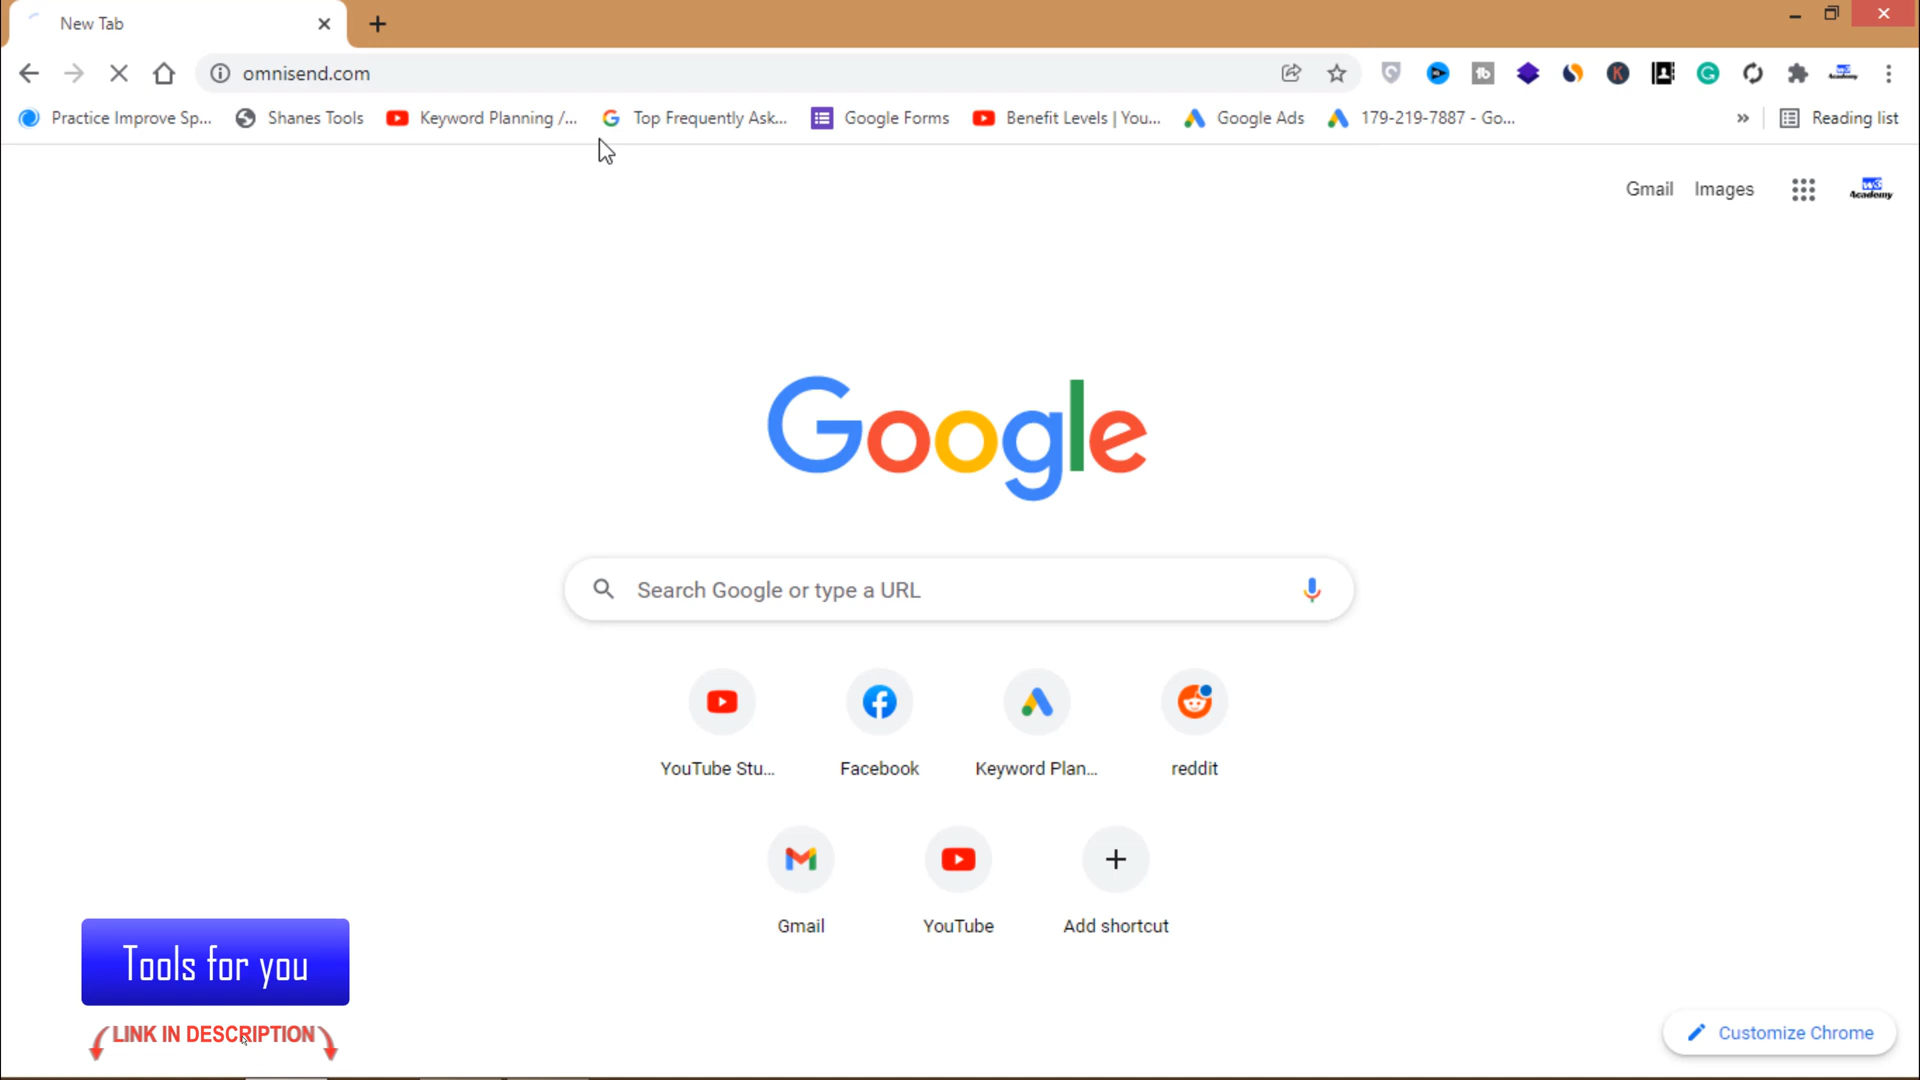 New Tab
omnisend.com
Practice Improve Sp...
Shanes Tools
Keyword Planning /...
Top Frequently Ask...
Google Forms
Benefit Levels | You...
Google Ads
179-219-7887 - Go...
»
Reading list
Gmail
Images
W3
Academy
Google
Search Google or type a URL
YouTube Stu...
Facebook
Keyword Plan...
reddit
Gmail
YouTube
Add shortcut
Tools for you
LINK IN DESCRIPTION
Customize Chrome